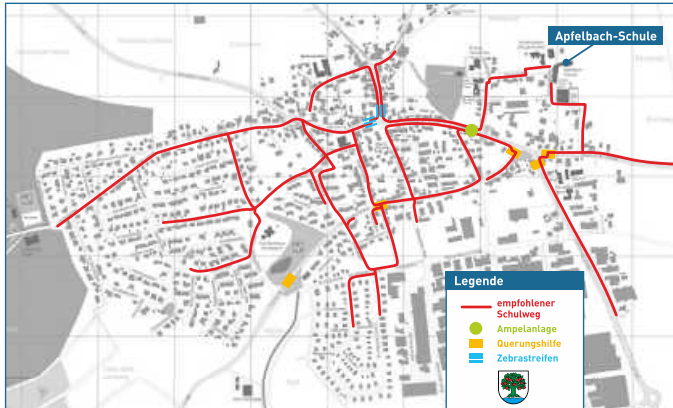 Apfelbach-Schule
Legende
empfohlener
Schulweg
Ampelanlage
Querungshilfe
Zebrastreifen